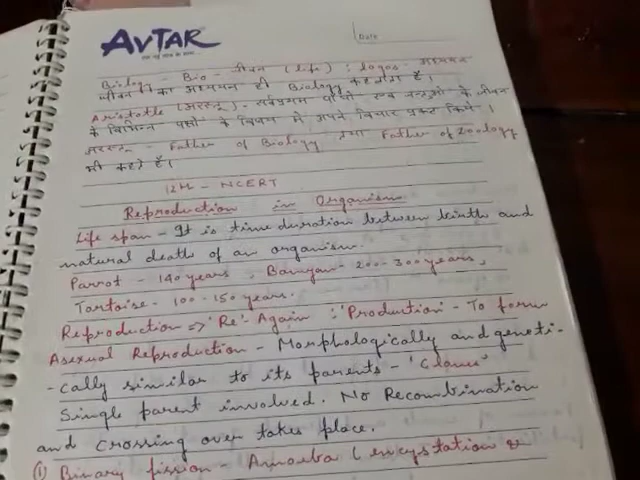 AVTAR
Date
Biology - Bio - जीवन (life) : logos - अध्ययन
जीवन का अध्ययन ही Biology कहलाता है।
Aristotle (अरस्तू) - सर्वप्रथम पादपो एवं जन्तुओ के जीवन
के विभिन्न पक्षो के विषय में अपने विचार प्रकट किये।
अरस्तू - Father of Biology तथा Father of Zoology
भी कहते हैं।
12th - NCERT
Reproduction in Organism
Life span - It is time duration between birth and
natural death of an organism.
Parrot - 140 years, Banyan - 200-300 years,
Tortoise - 100-150 years.
Reproduction => 'Re'- Again : 'Production' - To form
Asexual Reproduction - Morphologically and geneti-
-cally similar to its parents - 'Clone'
Single parent involved. No Recombination
and crossing over takes place.
① Binary fission - Amoeba (encystation &